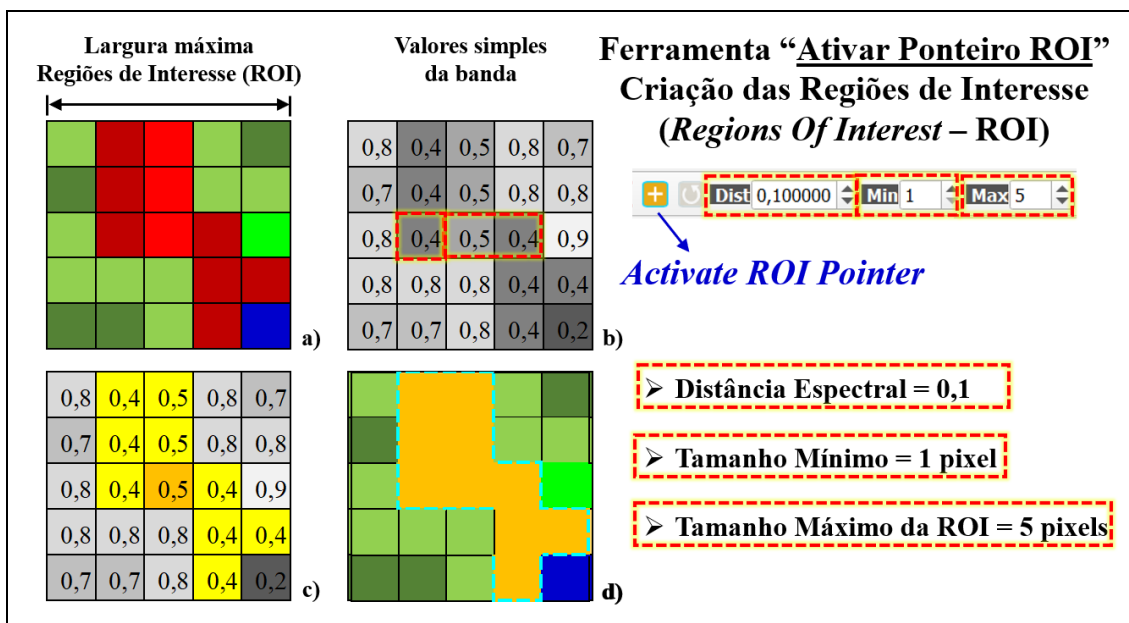 Largura máxima
Regiões de Interesse (ROI)
Valores simples
da banda
Ferramenta “Ativar Ponteiro ROI”
Criação das Regiões de Interesse
(Regions Of Interest – ROI)
Dist 0,100000 Min 1 Max 5
Activate ROI Pointer
a)
0,8 0,4 0,5 0,8 0,7
0,7 0,4 0,5 0,8 0,8
0,8 0,4 0,5 0,4 0,9
0,8 0,8 0,8 0,4 0,4
0,7 0,7 0,8 0,4 0,2
b)
0,8 0,4 0,5 0,8 0,7
0,7 0,4 0,5 0,8 0,8
0,8 0,4 0,5 0,4 0,9
0,8 0,8 0,8 0,4 0,4
0,7 0,7 0,8 0,4 0,2
c)
d)
➢ Distância Espectral = 0,1
➢ Tamanho Mínimo = 1 pixel
➢ Tamanho Máximo da ROI = 5 pixels